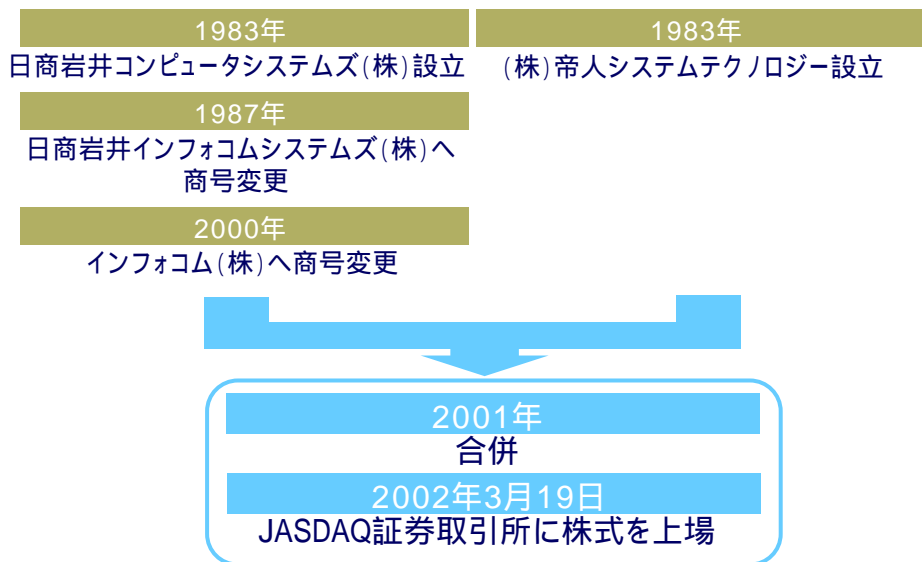 1983年
日商岩井コンピュータシステムズ(株)設立
1983年
(株)帝人システムテクノロジー設立
1987年
日商岩井インフォコムシステムズ(株)へ
商号変更
2000年
インフォコム(株)へ商号変更
2001年
合併
2002年3月19日
JASDAQ証券取引所に株式を上場